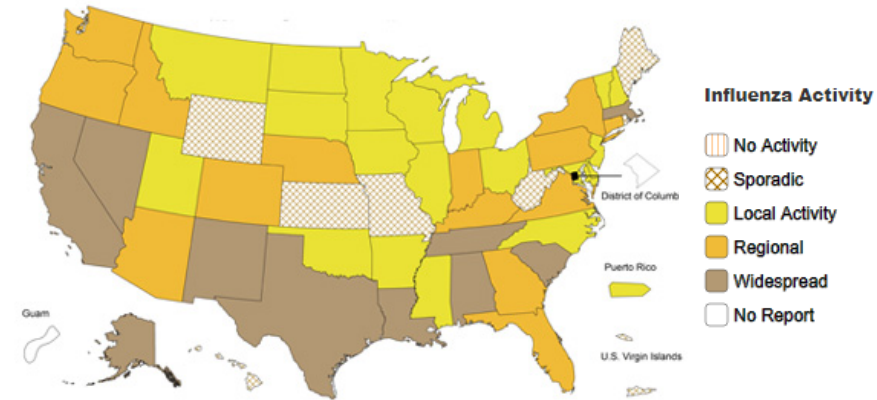 Influenza Activity
No Activity
Sporadic
Local Activity
Regional
Widespread
No Report
District of Columb
Puerto Rico
U.S. Virgin Islands
Guam